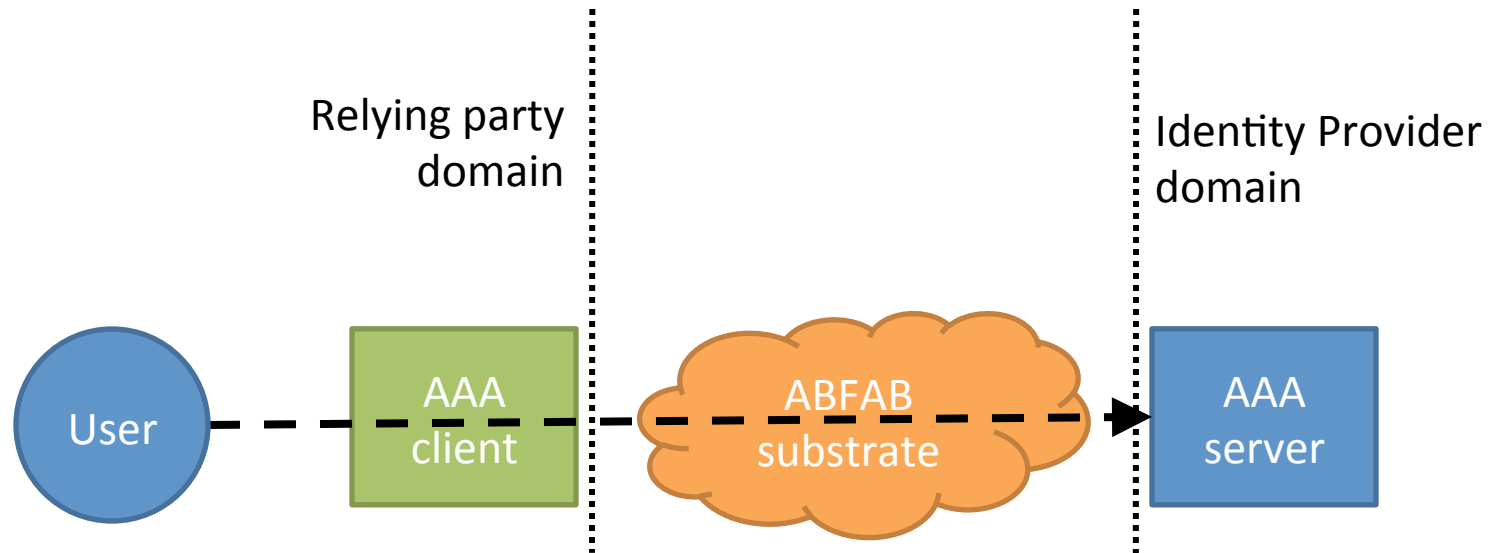 Relying party
domain
Identity Provider
domain
User
AAA
client
ABFAB
substrate
AAA
server